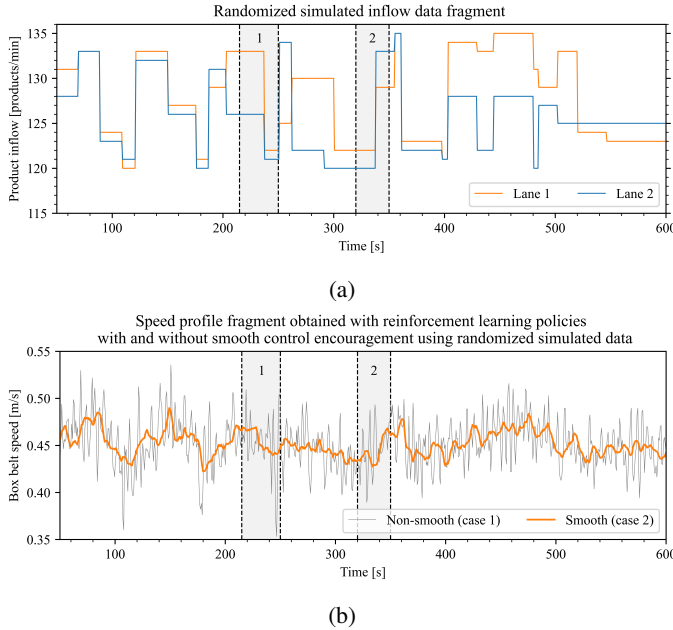 Randomized simulated inflow data fragment
135
130
125
120
115
Product inflow [products/min]
1
2
Lane 1
Lane 2
100
200
300
400
500
600
Time [s]
(a)
Speed profile fragment obtained with reinforcement learning policies
with and without smooth control encouragement using randomized simulated data
0.55
0.50
0.45
0.40
0.35
Box belt speed [m/s]
1
2
Non-smooth (case 1)
Smooth (case 2)
100
200
300
400
500
600
Time [s]
(b)